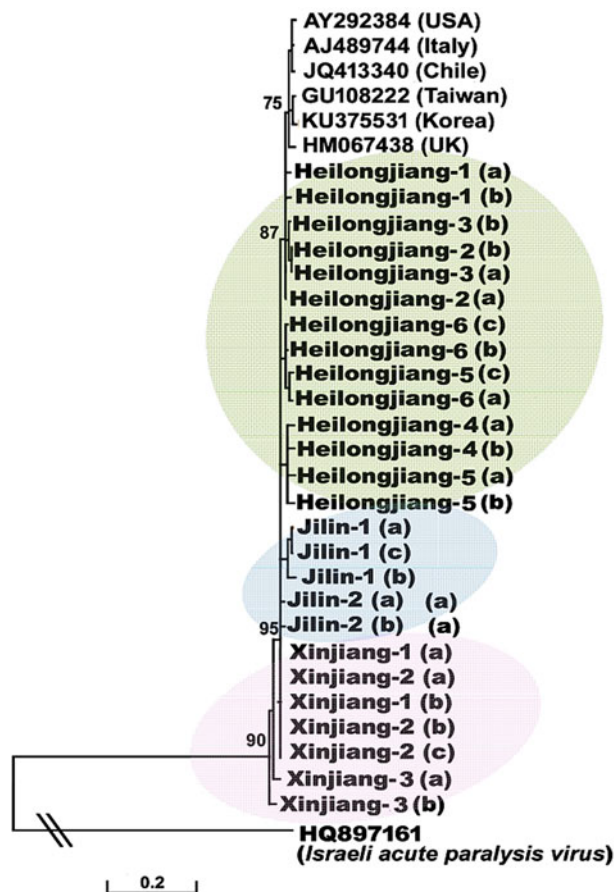 AY292384 (USA)
AJ489744 (Italy)
JQ413340 (Chile)
75
GU108222 (Taiwan)
KU375531 (Korea)
HM067438 (UK)
Heilongjiang-1 (a)
Heilongjiang-1 (b)
Heilongjiang-3 (b)
87
Heilongjiang-2 (b)
Heilongjiang-3 (a)
Heilongjiang-2 (a)
Heilongjiang-6 (c)
Heilongjiang-6 (b)
Heilongjiang-5 (c)
Heilongjiang-6 (a)
Heilongjiang-4 (a)
Heilongjiang-4 (b)
Heilongjiang-5 (a)
Heilongjiang-5 (b)
Jilin-1 (a)
Jilin-1 (c)
Jilin-1 (b)
Jilin-2 (a) (a)
Jilin-2 (b) (a)
95
Xinjiang-1 (a)
Xinjiang-2 (a)
Xinjiang-1 (b)
Xinjiang-2 (b)
90
Xinjiang-2 (c)
Xinjiang-3 (a)
Xinjiang-3 (b)
HQ897161
(Israeli acute paralysis virus)
0.2